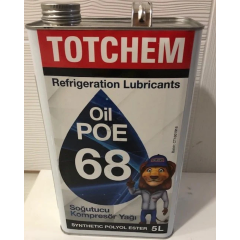 TOTCHEM
Refrigeration Lubricants
Oil
POE
68
Soğutucu
Kompresör Yağı
SYNTHETIC POLYOL ESTER 5L